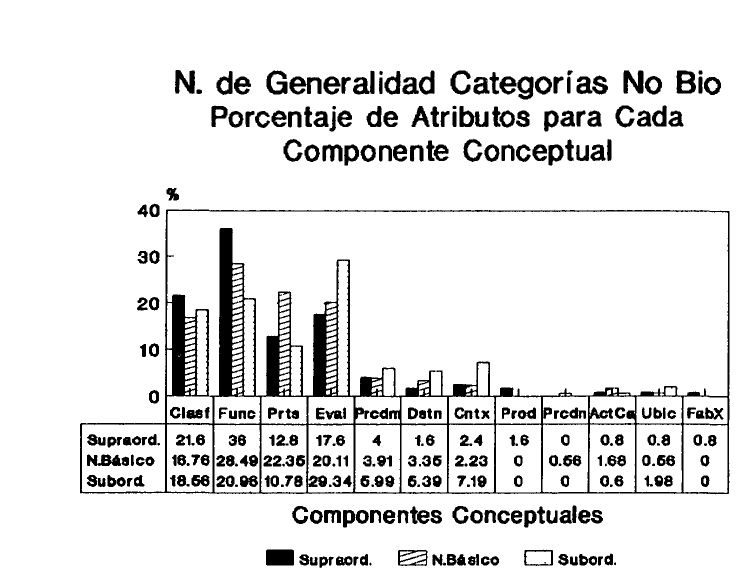 N. de Generalidad Categorías No Bio
Porcentaje de Atributos para Cada
Componente Conceptual
%
40
30
20
10
0
Clasf Func Prts Eval Prcdm Dstn Cntx Prod Prcdn ActCa Ubic FabX
Supraord. 21.6 36 12.8 17.6 4 1.6 2.4 1.6 0 0.8 0.8 0.8
N.Básico 16.76 28.49 22.35 20.11 3.91 3.35 2.23 0 0.56 1.68 0.56 0
Subord. 18.56 20.96 10.78 29.34 5.99 5.39 7.19 0 0 0.6 1.98 0
Componentes Conceptuales
Supraord. N.Básico Subord.